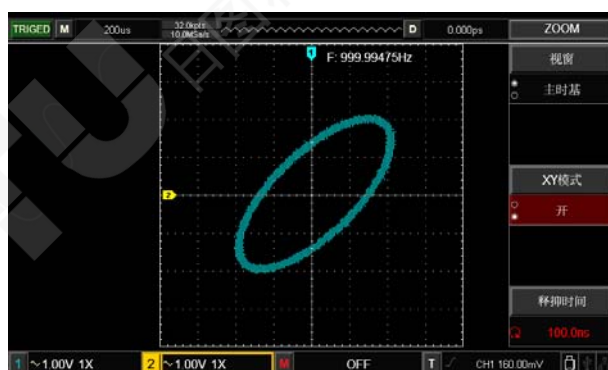 TRIGED M 200us 32.0kpts 10.0MSa/s D 0.000ps ZOOM
1 F: 999.99475Hz
视窗
主时基
XY模式
2
开
释抑时间
100.0ns
1 ~1.00V 1X 2 ~1.00V 1X M OFF T CH1 160.00mV